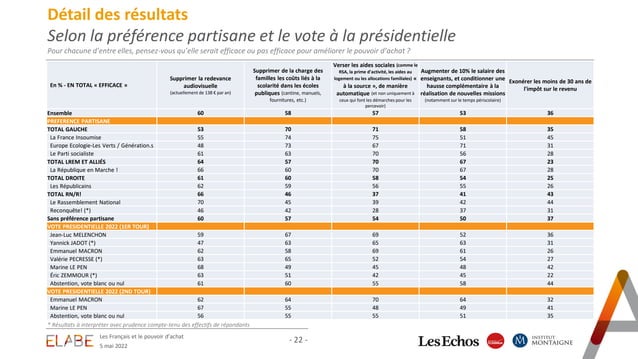 Détail des résultats
Selon la préférence partisane et le vote à la présidentielle
Pour chacune d'entre elles, pensez-vous qu'elle serait efficace ou pas efficace pour améliorer le pouvoir d'achat ?
En % - EN TOTAL « EFFICACE »
Supprimer la redevance audiovisuelle (actuellement de 138 € par an)
Supprimer de la charge des familles les coûts liés à la scolarité dans les écoles publiques (cantine, manuels, fournitures, etc.)
Verser les aides sociales (comme le RSA, la prime d'activité, les aides au logement ou les allocations familiales) « à la source », de manière automatique (et non uniquement à ceux qui font les démarches pour les percevoir)
Augmenter de 10% le salaire des enseignants, et conditionner une hausse complémentaire à la réalisation de nouvelles missions (notamment sur le temps périscolaire)
Exonérer les moins de 30 ans de l'impôt sur le revenu
Ensemble 60 58 57 53 36
PREFERENCE PARTISANE
TOTAL GAUCHE 53 70 71 58 35
La France Insoumise 55 74 75 51 45
Europe Ecologie-Les Verts / Génération.s 48 73 67 71 31
Le Parti socialiste 61 63 70 56 28
TOTAL LREM ET ALLIÉS 64 57 70 67 23
La République en Marche ! 66 60 70 67 28
TOTAL DROITE 61 60 58 54 25
Les Républicains 62 59 56 55 26
TOTAL RN/R! 66 46 37 41 43
Le Rassemblement National 70 45 39 42 44
Reconquête! (*) 46 42 28 37 31
Sans préférence partisane 60 57 54 50 37
VOTE PRESIDENTIELLE 2022 (1ER TOUR)
Jean-Luc MELENCHON 59 67 69 52 36
Yannick JADOT (*) 47 63 65 63 31
Emmanuel MACRON 62 58 69 61 26
Valérie PECRESSE (*) 63 65 52 54 27
Marine LE PEN 68 49 45 48 42
Éric ZEMMOUR (*) 63 51 42 45 22
Abstention, vote blanc ou nul 61 60 55 58 44
VOTE PRESIDENTIELLE 2022 (2ND TOUR)
Emmanuel MACRON 62 64 70 64 32
Marine LE PEN 67 55 48 49 41
Abstention, vote blanc ou nul 56 55 55 51 35
* Résultats à interpréter avec prudence compte-tenu des effectifs de répondants
ELABE
Les Français et le pouvoir d'achat
5 mai 2022
- 22 -
LesEchos
INSTITUT MONTAIGNE